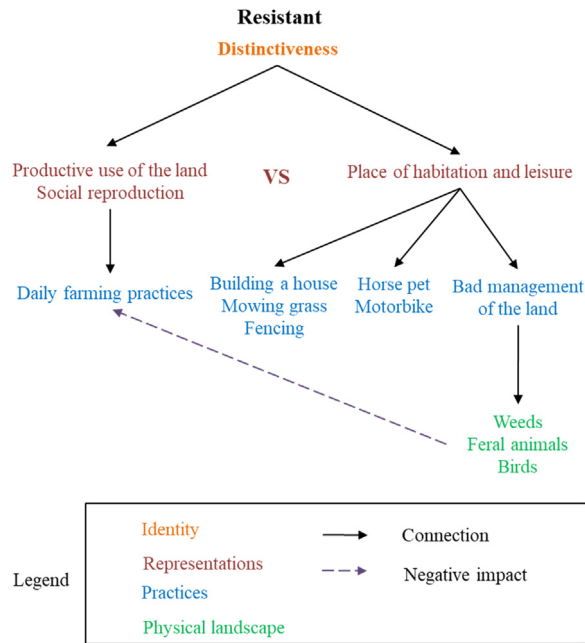 Resistant
Distinctiveness
Productive use of the land
Social reproduction
VS
Place of habitation and leisure
Daily farming practices
Building a house
Mowing grass
Fencing
Horse pet
Motorbike
Bad management
of the land
Weeds
Feral animals
Birds
Legend
Identity
Representations
Practices
Physical landscape
Connection
Negative impact